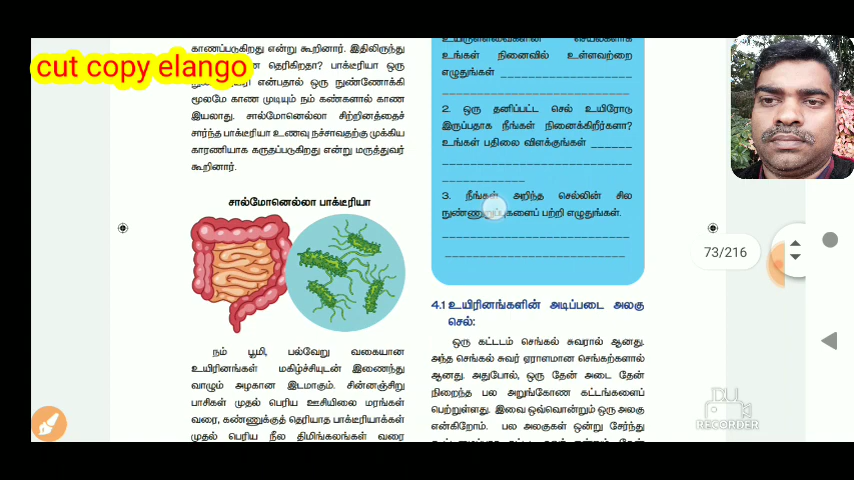 காணப்படுகிறது என்று கூறினார். இதிலிருந்து
cut copy elango
தெரிகிறதா? பாக்டீரியா ஒரு
என்பதால் ஒரு நுண்ணோக்கி
மூலமே காண முடியும் நம் கண்களால் காண
இயலாது. சால்மோனெல்லா சிற்றினத்தைச்
சார்ந்த பாக்டீரியா உணவு நச்சாவதற்கு முக்கிய
காரணியாக கருதப்படுகிறது என்று மருத்துவர்
கூறினார்.
சால்மோனெல்லா பாக்டீரியா
நம் பூமி, பல்வேறு வகையான
உயிரினங்கள் மகிழ்ச்சியுடன் இணைந்து
வாழும் அழகான இடமாகும். சின்னஞ்சிறு
பாசிகள் முதல் பெரிய ஊசியிலை மரங்கள்
வரை, கண்ணுக்குத் தெரியாத பாக்டீரியாக்கள்
முதல் பெரிய நீல திமிங்கலங்கள் வரை
உங்கள் நினைவில் உள்ளவற்றை
எழுதுங்கள்
2. ஒரு தனிப்பட்ட செல் உயிரோடு
இருப்பதாக நீங்கள் நினைக்கிறீர்களா?
உங்கள் பதிலை விளக்குங்கள்
3. நீங்கள் அறிந்த செல்லின் சில
நுண்ணுறுப்புகளைப் பற்றி எழுதுங்கள்.
4.1 உயிரினங்களின் அடிப்படை அலகு
செல்:
ஒரு கட்டடம் செங்கல் சுவரால் ஆனது.
அந்த செங்கல் சுவர் ஏராளமான செங்கற்களால்
ஆனது. அதுபோல், ஒரு தேன் அடை தேன்
நிறைந்த பல அறுங்கோண கட்டங்களைப்
பெற்றுள்ளது. இவை ஒவ்வொன்றும் ஒரு அலகு
என்கிறோம். பல அலகுகள் ஒன்று சேர்ந்து
73/216
DU
RECORDER